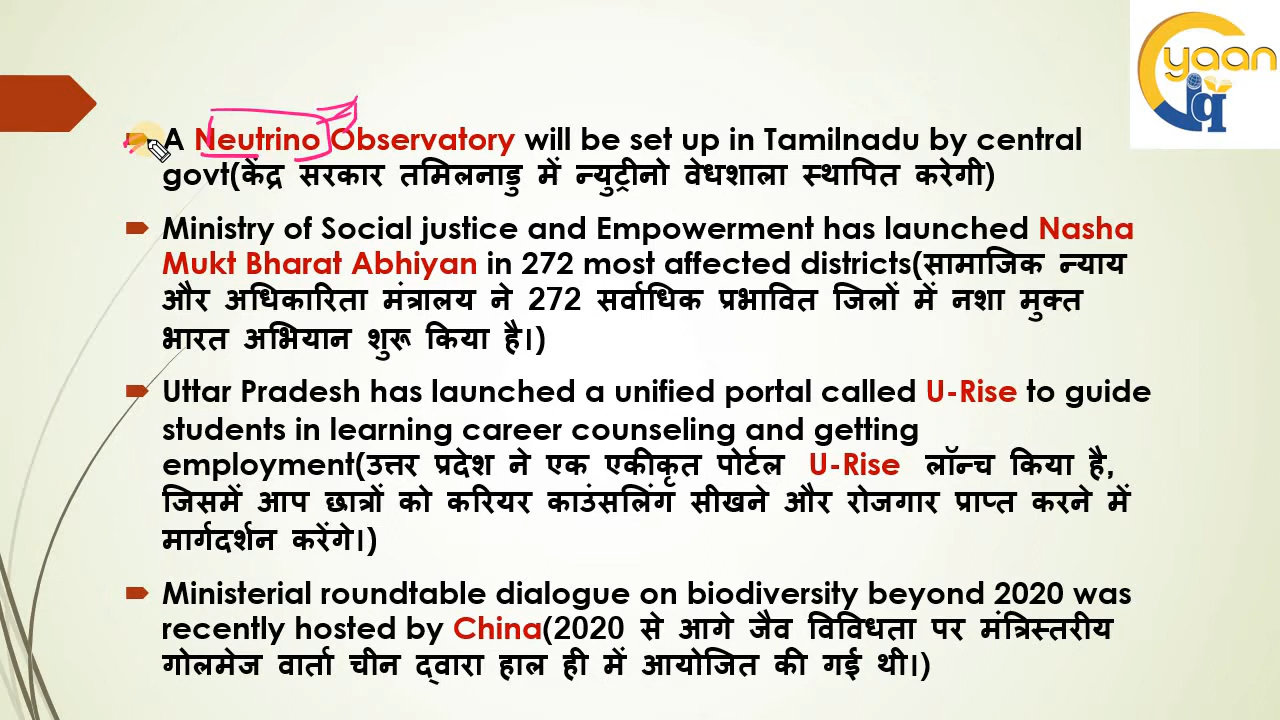 yaan
iq
A Neutrino Observatory will be set up in Tamilnadu by central
govt(केंद्र सरकार तमिलनाडु में न्युट्रीनो वेधशाला स्थापित करेगी)
Ministry of Social justice and Empowerment has launched Nasha
Mukt Bharat Abhiyan in 272 most affected districts(सामाजिक न्याय
और अधिकारिता मंत्रालय ने 272 सर्वाधिक प्रभावित जिलों में नशा मुक्त
भारत अभियान शुरू किया है।)
Uttar Pradesh has launched a unified portal called U-Rise to guide
students in learning career counseling and getting
employment(उत्तर प्रदेश ने एक एकीकृत पोर्टल U-Rise लॉन्च किया है,
जिसमें आप छात्रों को करियर काउंसलिंग सीखने और रोजगार प्राप्त करने में
मार्गदर्शन करेंगे।)
Ministerial roundtable dialogue on biodiversity beyond 2020 was
recently hosted by China(2020 से आगे जैव विविधता पर मंत्रिस्तरीय
गोलमेज वार्ता चीन द्वारा हाल ही में आयोजित की गई थी।)